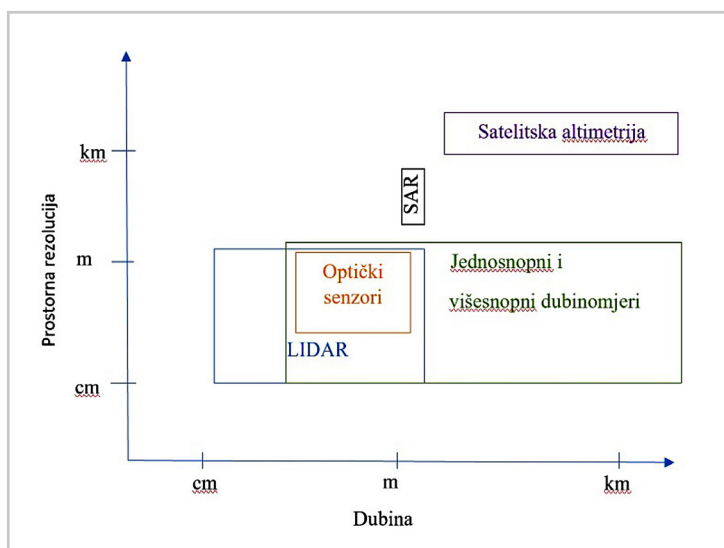 Satelitska altimetrija
km
SAR
Prostorna rezolucija
m
Optički
senzori
Jednosnopni i
višesnopni dubinomjeri
LIDAR
cm
cm
m
km
Dubina